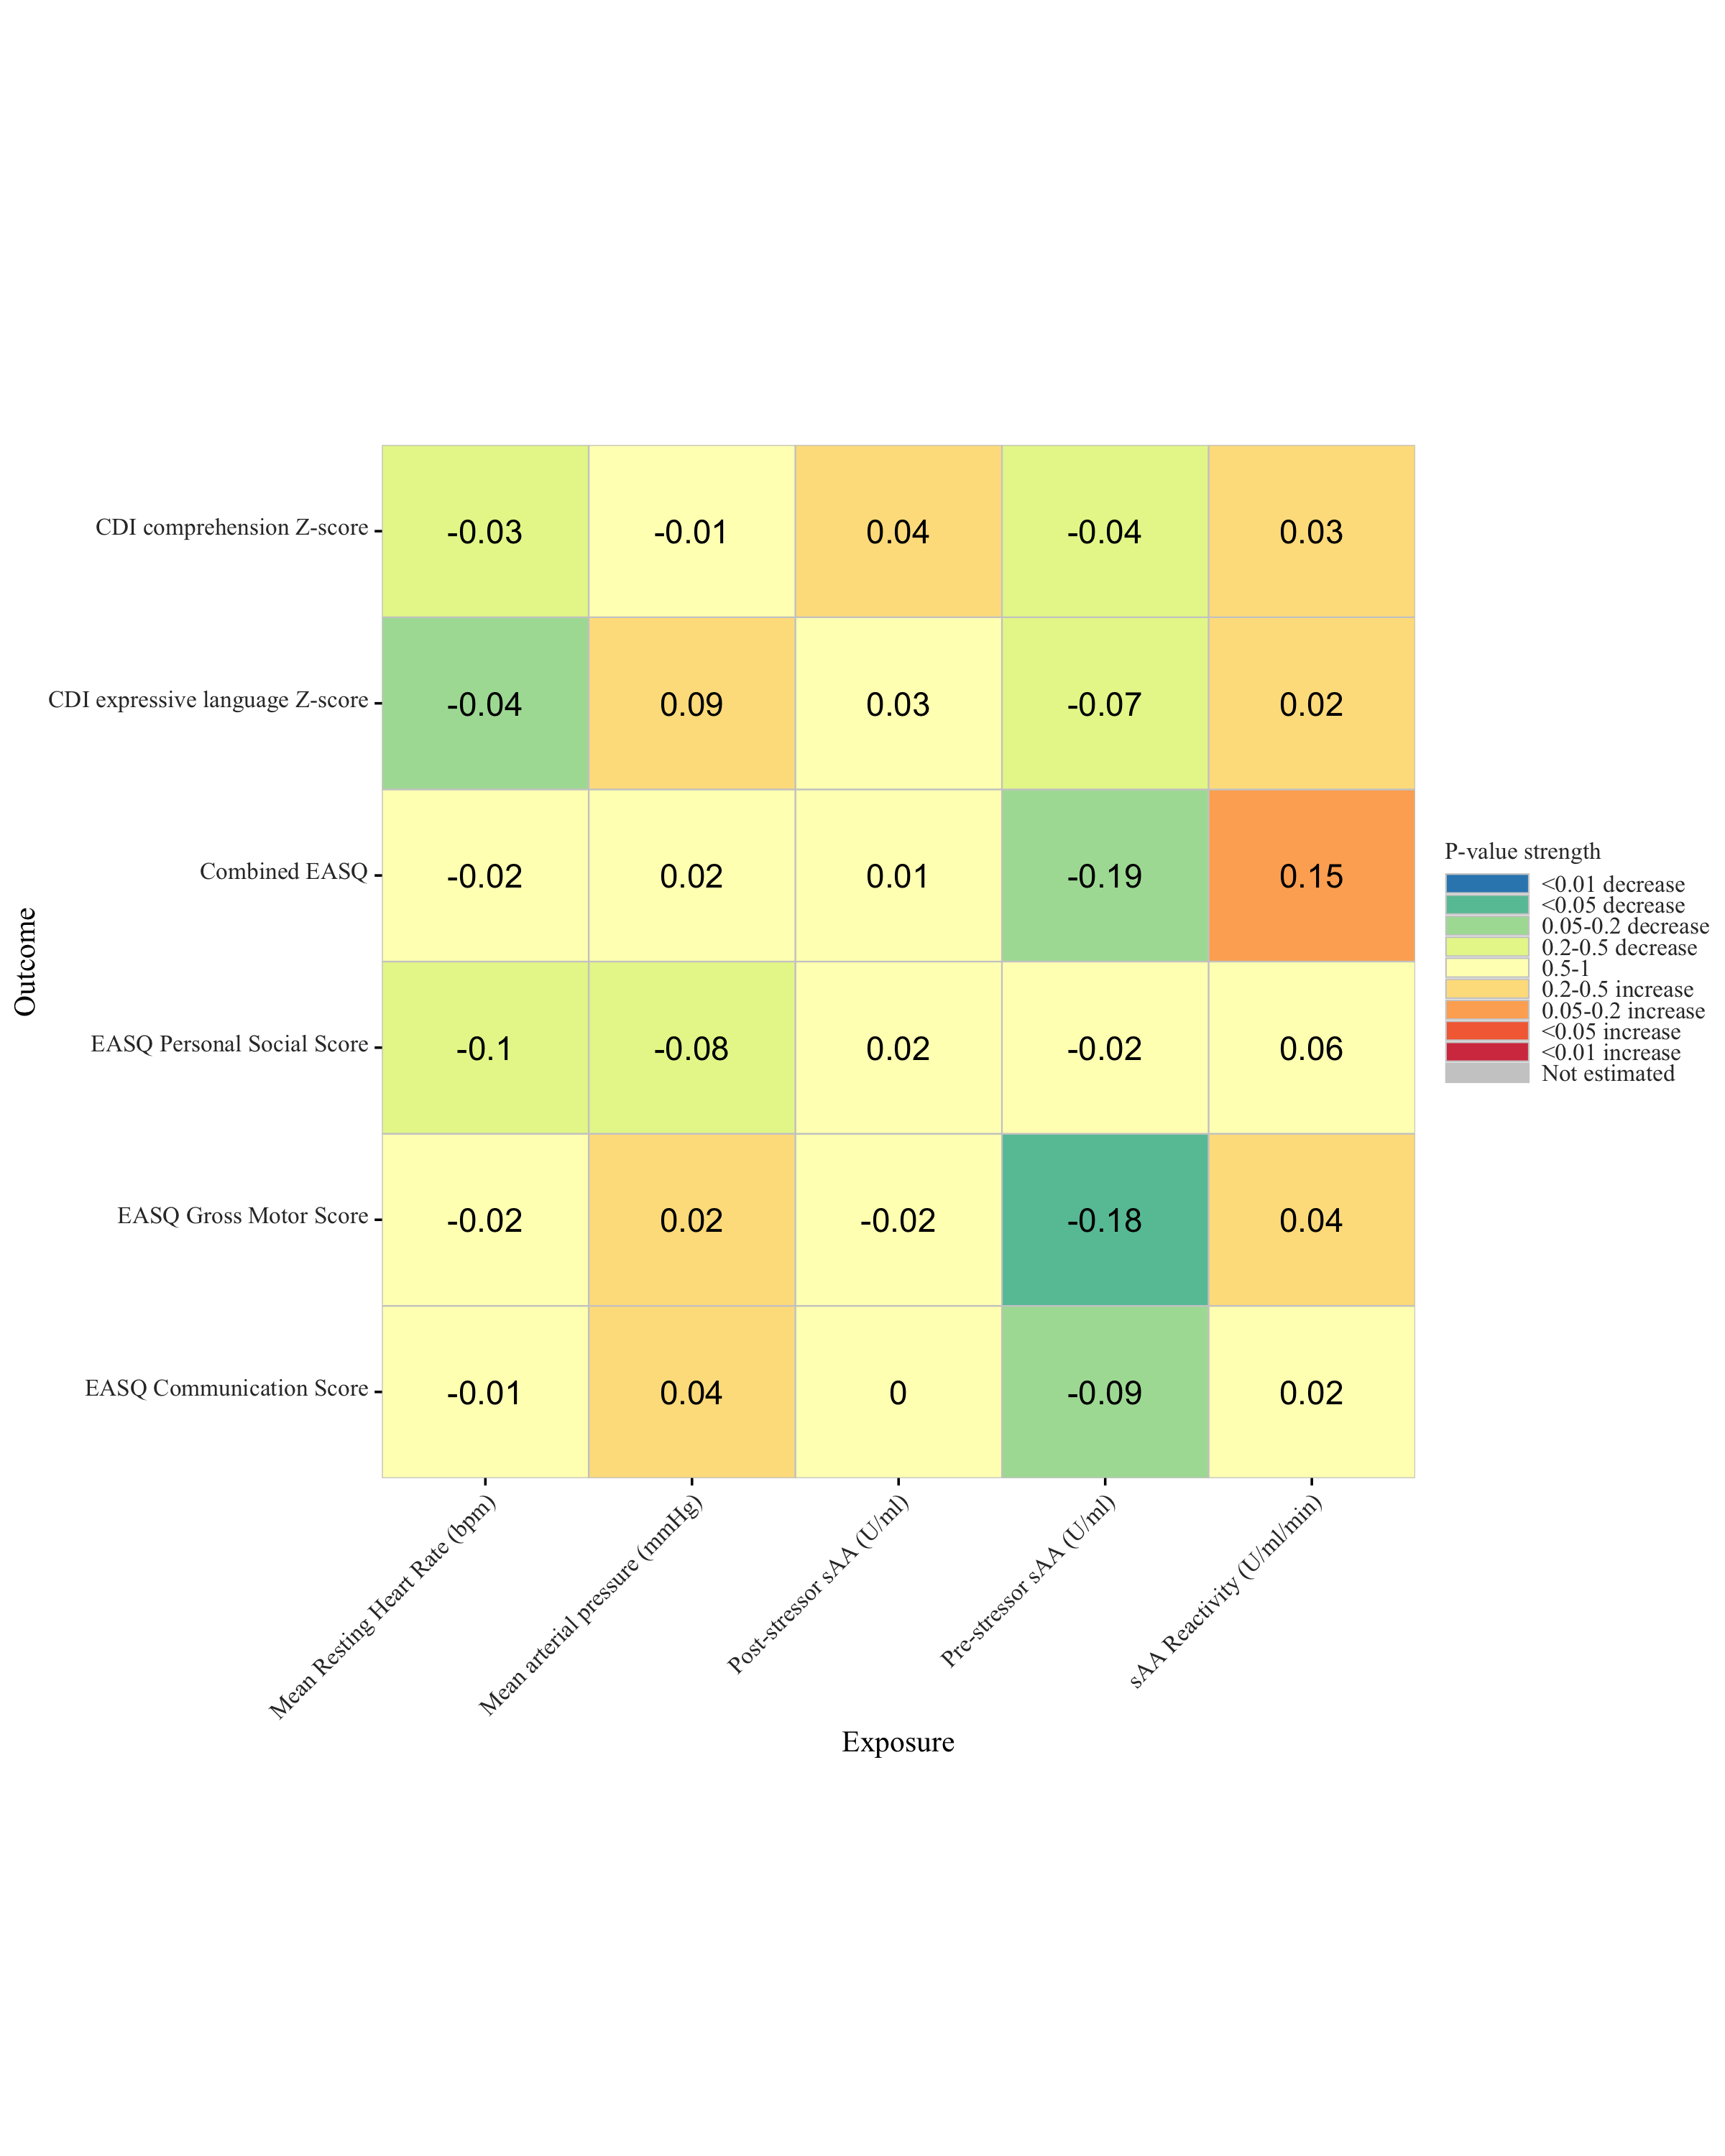 CDI comprehension Z-score
-0.03 -0.01 0.04 -0.04 0.03
CDI expressive language Z-score
-0.04 0.09 0.03 -0.07 0.02
Combined EASQ
-0.02 0.02 0.01 -0.19 0.15
EASQ Personal Social Score
-0.1 -0.08 0.02 -0.02 0.06
EASQ Gross Motor Score
-0.02 0.02 -0.02 -0.18 0.04
EASQ Communication Score
-0.01 0.04 0 -0.09 0.02
Outcome
Mean Resting Heart Rate (bpm)
Mean arterial pressure (mmHg)
Post-stressor sAA (U/ml)
Pre-stressor sAA (U/ml)
sAA Reactivity (U/ml/min)
Exposure
P-value strength
<0.01 decrease
<0.05 decrease
0.05-0.2 decrease
0.2-0.5 decrease
0.5-1
0.2-0.5 increase
0.05-0.2 increase
<0.05 increase
<0.01 increase
Not estimated